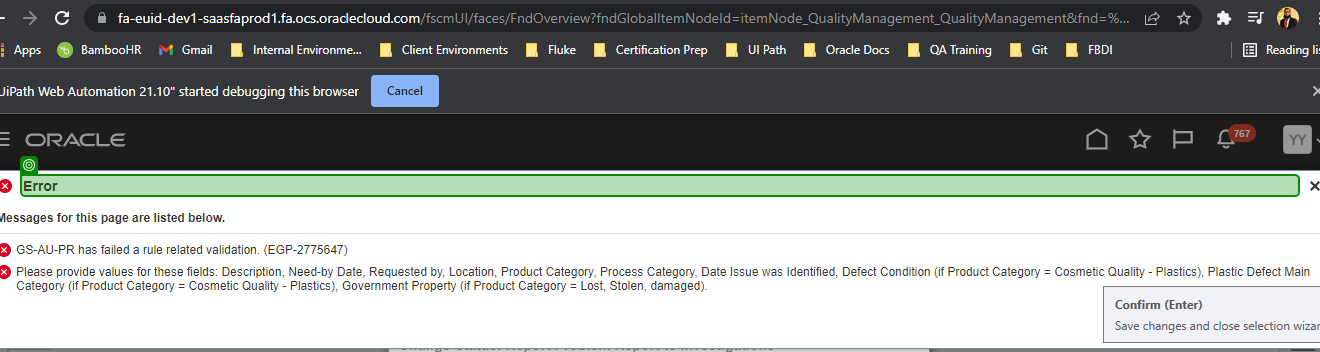 fa-euid-dev1-saasfaprod1.fa.ocs.oraclecloud.com/fscmUI/faces/FndOverview?fndGlobalItemNodeId=itemNode_QualityManagement_QualityManagement&fnd=%...
Apps BambooHR Gmail Internal Environme... Client Environments Fluke Certification Prep UI Path Oracle Docs QA Training Git FBDI Reading lis
UiPath Web Automation 21.10" started debugging this browser Cancel
ORACLE 767 YY
Error
Messages for this page are listed below.
GS-AU-PR has failed a rule related validation. (EGP-2775647)
Please provide values for these fields: Description, Need-by Date, Requested by, Location, Product Category, Process Category, Date Issue was Identified, Defect Condition (if Product Category = Cosmetic Quality - Plastics), Plastic Defect Main
Category (if Product Category = Cosmetic Quality - Plastics), Government Property (if Product Category = Lost, Stolen, damaged).
Confirm (Enter)
Save changes and close selection wizar